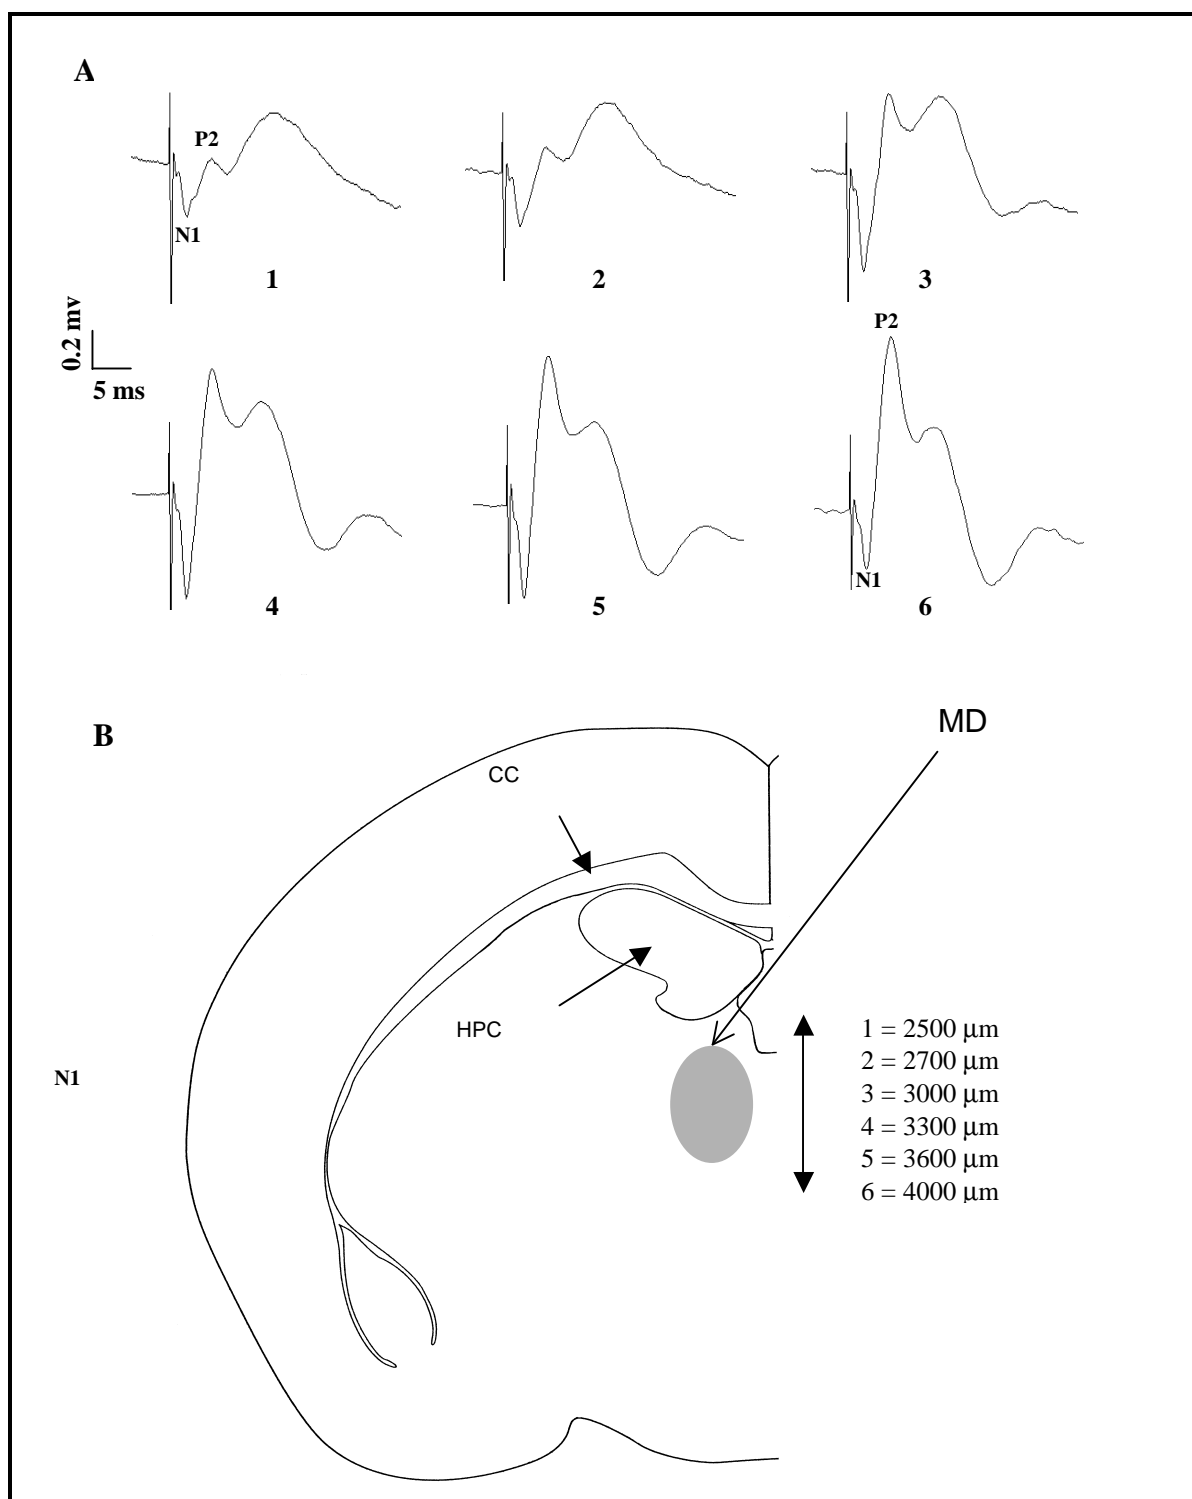 A
P2
N1
1
2
3
0.2 mv
5 ms
P2
N1
4
5
6
B
MD
CC
HPC
N1
1 = 2500 µm
2 = 2700 µm
3 = 3000 µm
4 = 3300 µm
5 = 3600 µm
6 = 4000 µm